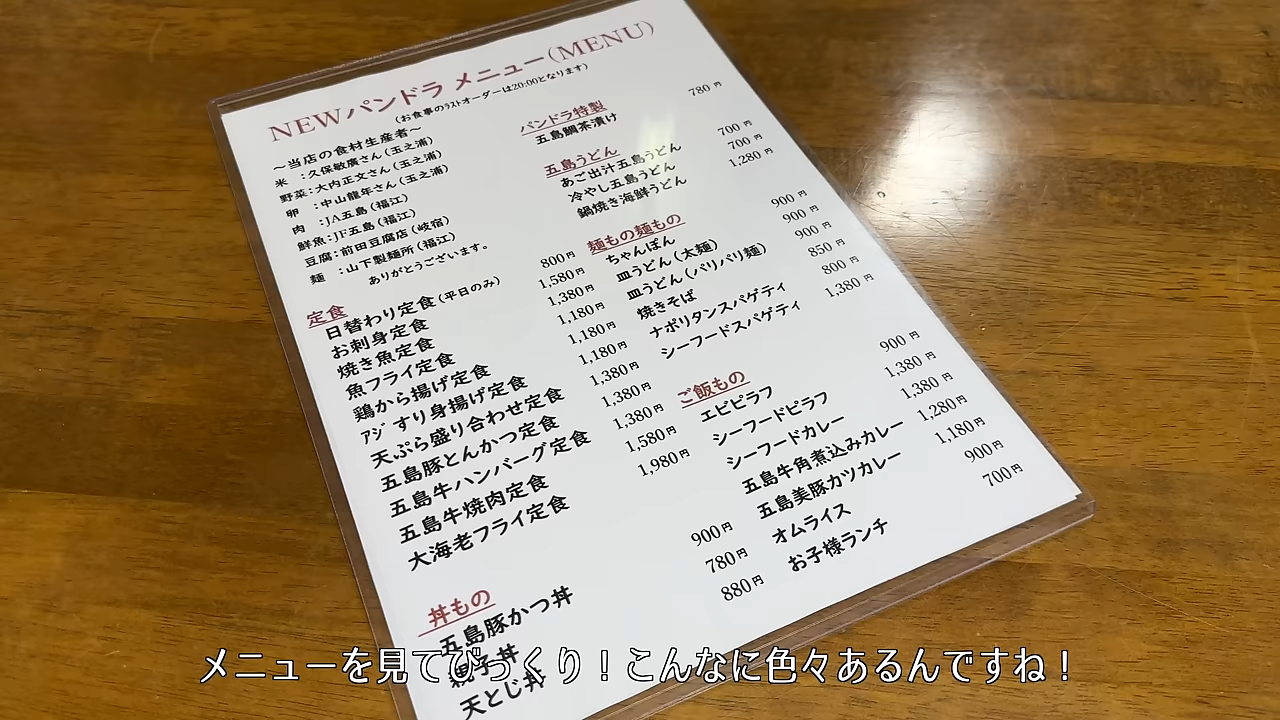 NEWパンドラ メニュー(MENU)
(お食事のﾗｽﾄオーダーは20:00となります)
～当店の食材生産者～
米 :久保敏廣さん(玉之浦)
野菜:大内正文さん(玉之浦)
卵 :中山龍年さん(玉之浦)
肉 :JA五島(福江)
鮮魚:JF五島(福江)
豆腐:前田豆腐店(岐宿)
麺 :山下製麺所(福江)
ありがとうございます。
定食
日替わり定食(平日のみ) 800円
お刺身定食 1,580円
焼き魚定食 1,380円
魚フライ定食 1,180円
鶏から揚げ定食 1,180円
ｱｼﾞすり身揚げ定食 1,180円
天ぷら盛り合わせ定食 1,380円
五島豚とんかつ定食 1,380円
五島牛ハンバーグ定食 1,380円
五島牛焼肉定食 1,580円
大海老フライ定食 1,980円
丼もの
五島豚かつ丼 900円
親子丼 780円
天とじ丼 880円
パンドラ特製
五島鯛茶漬け 780円
五島うどん
あご出汁五島うどん 700円
冷やし五島うどん 700円
鍋焼き海鮮うどん 1,280円
麺もの麺もの
ちゃんぽん 900円
皿うどん(太麺) 900円
皿うどん(パリパリ麺) 900円
焼きそば 850円
ナポリタンスパゲティ 800円
シーフードスパゲティ 1,380円
ご飯もの
エビピラフ 900円
シーフードピラフ 1,380円
シーフードカレー 1,380円
五島牛角煮込みカレー 1,280円
五島美豚カツカレー 1,180円
オムライス 900円
お子様ランチ 700円
メニューを見てびっくり！こんなに色々あるんですね！